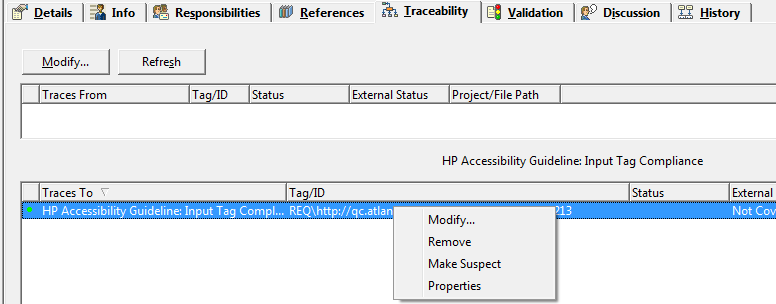 Details Info Responsibilities References Traceability Validation Discussion History
Modify... Refresh
Traces From Tag/ID Status External Status Project/File Path
HP Accessibility Guideline: Input Tag Compliance
Traces To Tag/ID Status External
HP Accessibility Guideline: Input Tag Compl... REQ\http://qc.atlan 213 Not Cov
Modify...
Remove
Make Suspect
Properties